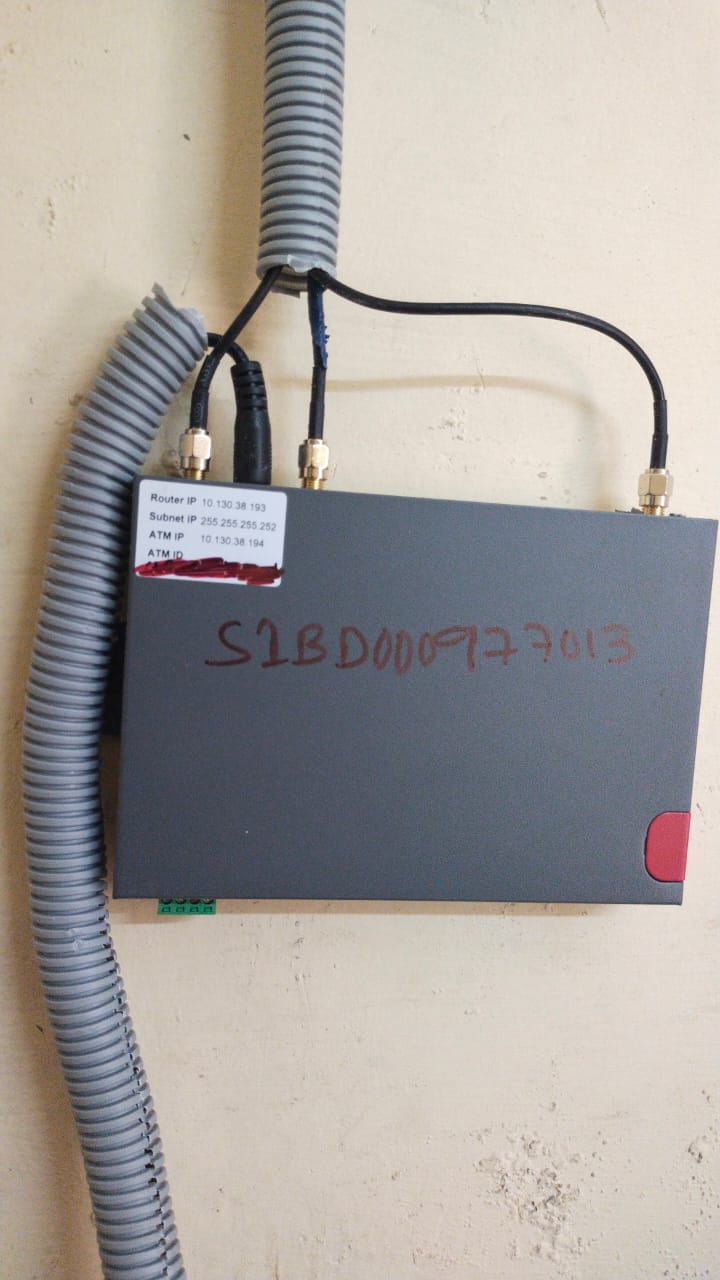 Router IP 10.130.38.193
Subnet IP 255.255.255.252
ATM IP 10.130.38.194
ATM ID
S1BD000977013